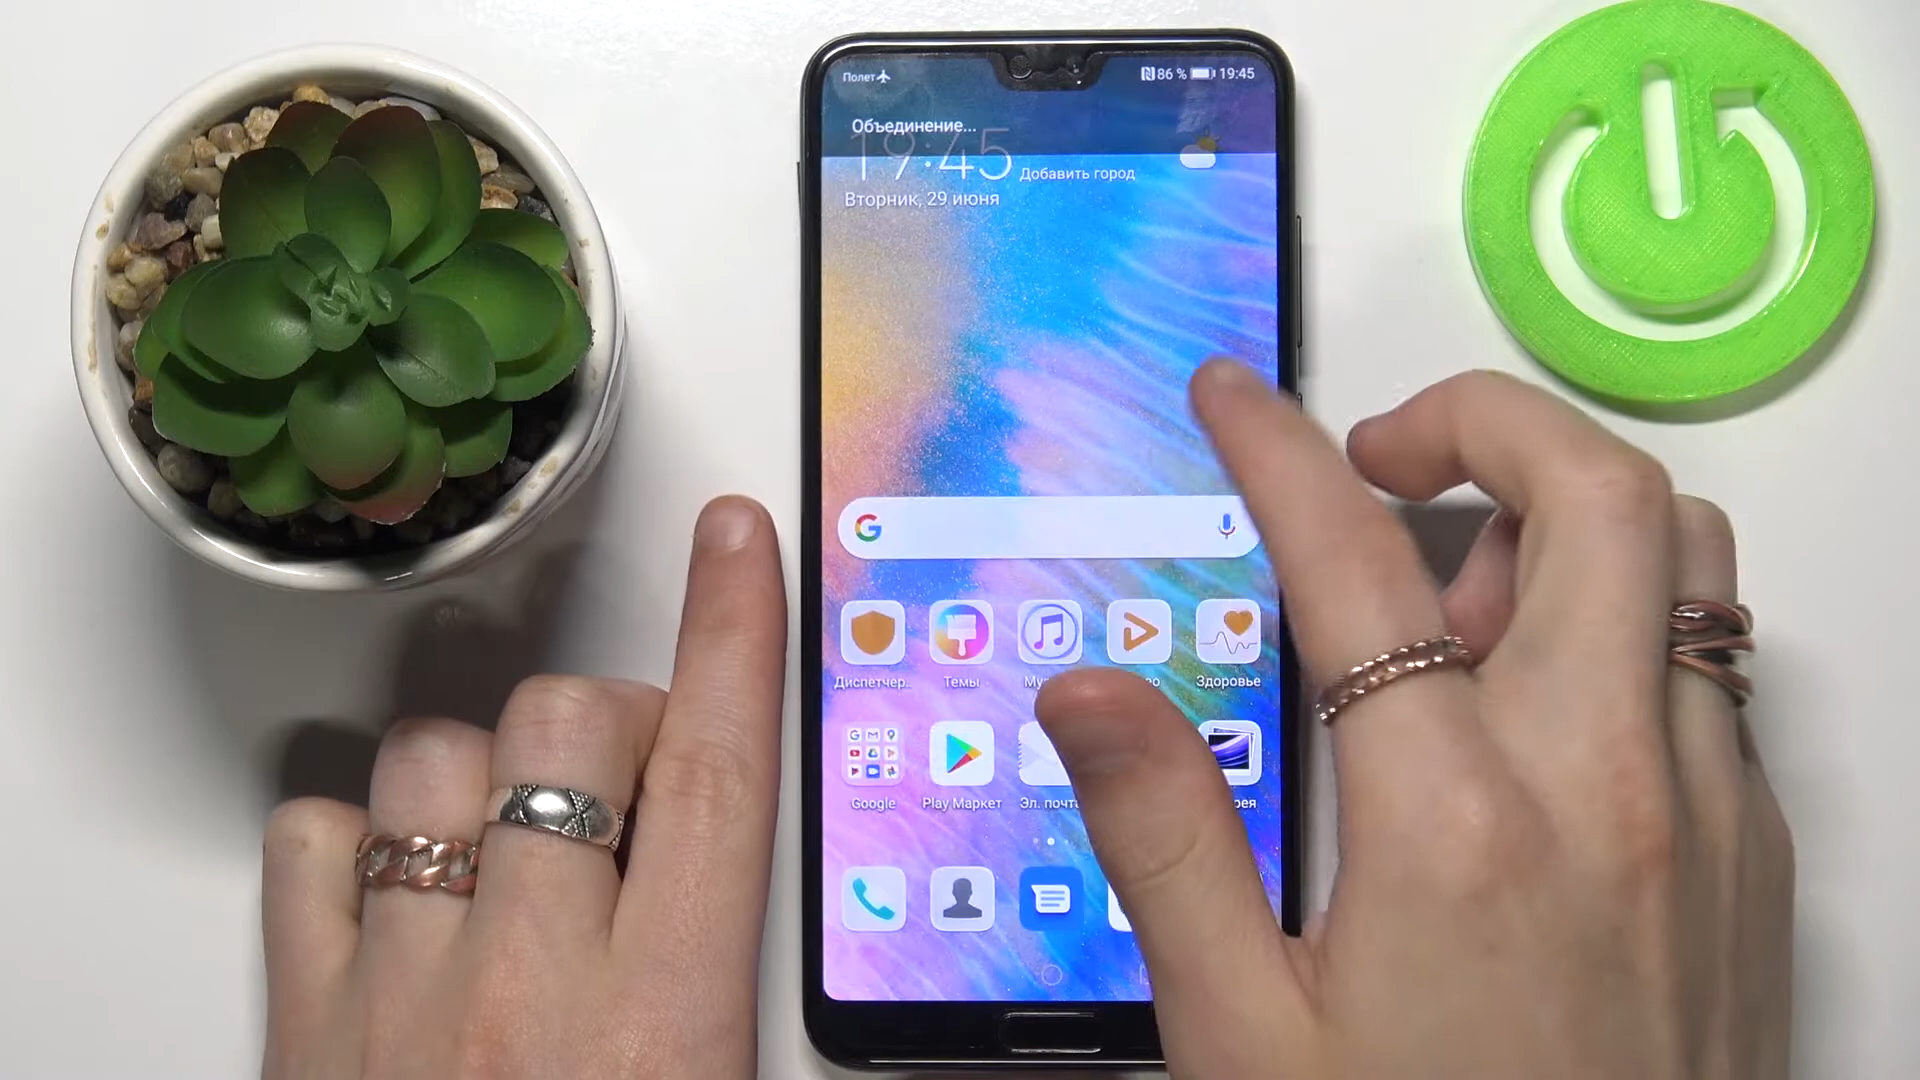 Полет
86 % 19:45
Объединение...
19:45
Добавить город
Вторник, 29 июня
Диспетчер..
Темы
Здоровье
Google
Play Маркет
Эл. почта